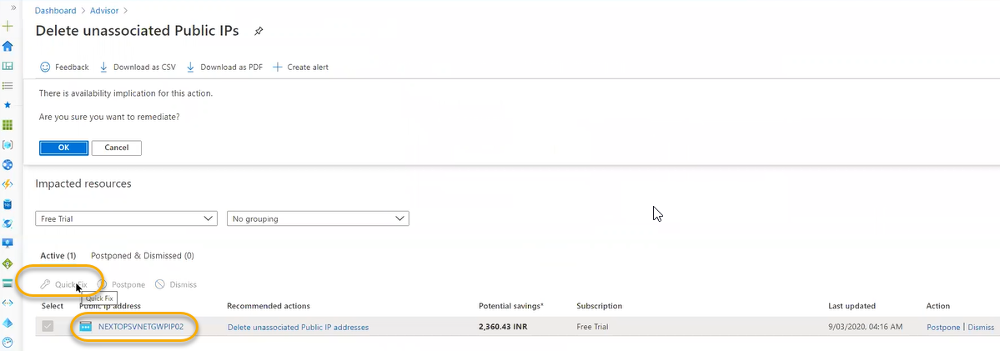 »
Dashboard > Advisor >
Delete unassociated Public IPs
Feedback Download as CSV Download as PDF Create alert
There is availability implication for this action.
Are you sure you want to remediate?
OK Cancel
Impacted resources
Free Trial No grouping
Active (1) Postponed & Dismissed (0)
Quick Fix Postpone Dismiss
Quick Fix
Select Public Ip address Recommended actions Potential savings* Subscription Last updated Action
NEXTOPSVNETGWPIP02 Delete unassociated Public IP addresses 2,360.43 INR Free Trial 9/03/2020, 04:16 AM Postpone | Dismiss